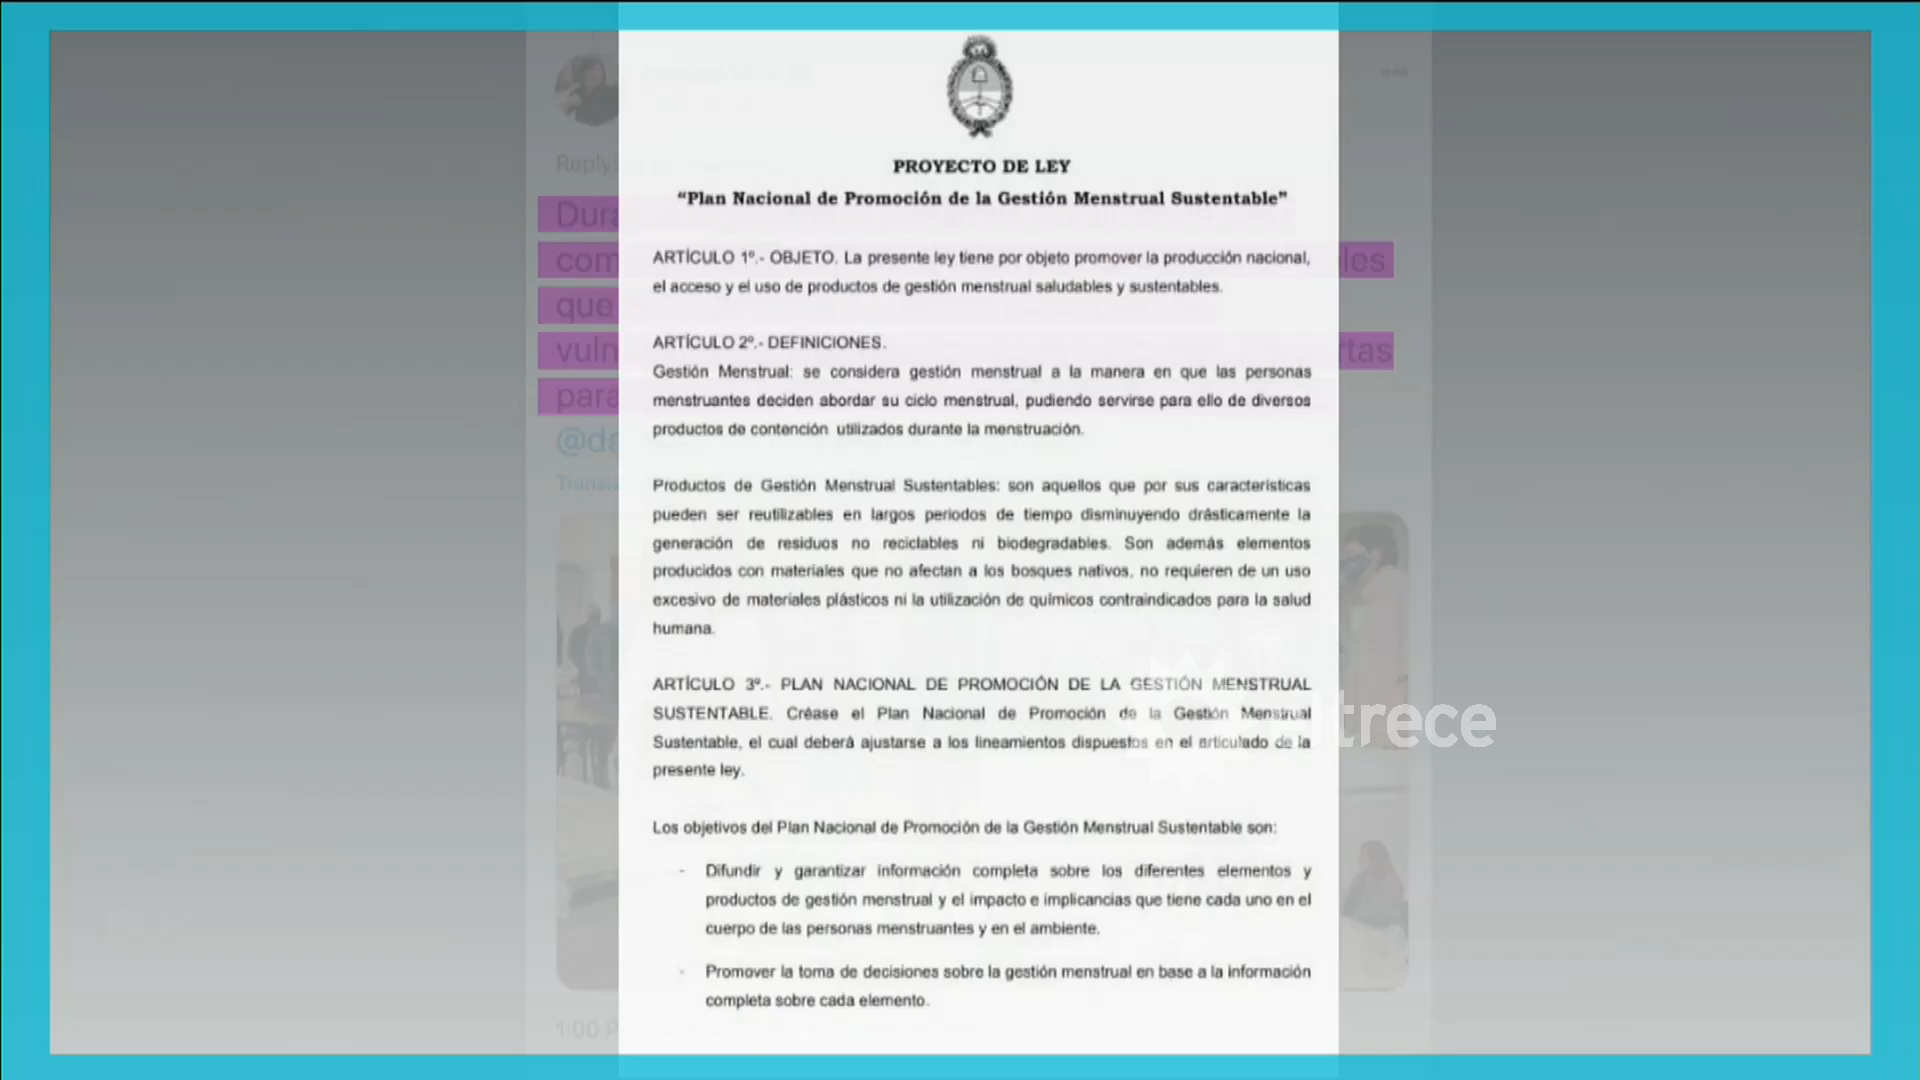 PROYECTO DE LEY
“Plan Nacional de Promoción de la Gestión Menstrual Sustentable”
ARTÍCULO 1º.- OBJETO. La presente ley tiene por objeto promover la producción nacional,
el acceso y el uso de productos de gestión menstrual saludables y sustentables.
ARTÍCULO 2º.- DEFINICIONES.
Gestión Menstrual: se considera gestión menstrual a la manera en que las personas
menstruantes deciden abordar su ciclo menstrual, pudiendo servirse para ello de diversos
productos de contención utilizados durante la menstruación.
Productos de Gestión Menstrual Sustentables: son aquellos que por sus características
pueden ser reutilizables en largos periodos de tiempo disminuyendo drásticamente la
generación de residuos no reciclables ni biodegradables. Son además elementos
producidos con materiales que no afectan a los bosques nativos, no requieren de un uso
excesivo de materiales plásticos ni la utilización de químicos contraindicados para la salud
humana.
ARTÍCULO 3º.- PLAN NACIONAL DE PROMOCIÓN DE LA GESTIÓN MENSTRUAL
SUSTENTABLE. Créase el Plan Nacional de Promoción de la Gestión Menstrual
Sustentable, el cual deberá ajustarse a los lineamientos dispuestos en el articulado de la
presente ley.
Los objetivos del Plan Nacional de Promoción de la Gestión Menstrual Sustentable son:
- Difundir y garantizar información completa sobre los diferentes elementos y
productos de gestión menstrual y el impacto e implicancias que tiene cada uno en el
cuerpo de las personas menstruantes y en el ambiente.
- Promover la toma de decisiones sobre la gestión menstrual en base a la información
completa sobre cada elemento.
eltrece
Reply
que
1:00